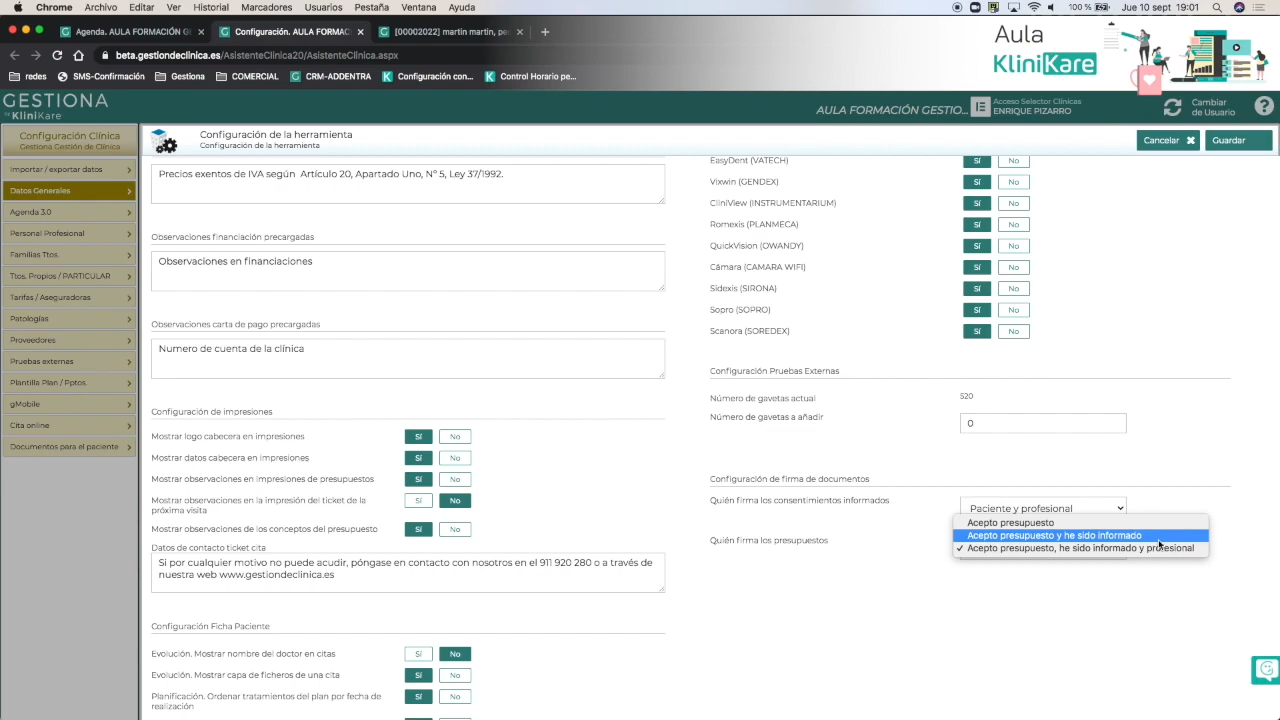 Chrome Archivo Editar Ver Historial Marcadores Usuarios Pestaña Ventana Ayuda
100 % Sep 14 19:01
Agenda. AULA FORMACIÓN GE
Configuración. AULA FORMAC
[00062022] martin martin, pe
beta.gestiondeclinica.es
redes
SMS-Confirmación
Gestiona
COMERCIAL
Control Horario pe...
Aula
KliniKare
GESTIONA
by KliniKare
AULA FORMACIÓN GESTIO...
Acceso Selector Clínicas
ENRIQUE PIZARRO
Cambiar
de Usuario
Configuración Clínica
Gestiona Gestión de Clínica
Configuración de la herramienta
Configuración de la herramienta
Cancelar
Guardar
Importar / exportar datos
Datos Generales
Agenda 3.0
Personal Profesional
Familias Ttos.
Ttos. Propios / PARTICULAR
Tarifas / Aseguradoras
Patologías
Proveedores
Pruebas externas
Plantilla Plan / Pptos.
gMobile
Cita online
Documentos para el paciente
Precios exentos de IVA según Artículo 20, Apartado Uno, Nº 5, Ley 37/1992.
Observaciones financiación precargadas
Observaciones en financiaciones
Observaciones carta de pago precargadas
Numero de cuenta de la clínica
Configuración de impresiones
Mostrar logo cabecera en impresiones Sí No
Mostrar datos cabecera en impresiones Sí No
Mostrar observaciones en impresiones de presupuestos Sí No
Mostrar observaciones en la impresión del ticket de la
próxima visita Sí No
Mostrar observaciones de los conceptos del presupuesto Sí No
Datos de contacto ticket cita
Si por cualquier motivo no puede acudir, póngase en contacto con nosotros en el 911 920 280 o a través de
nuestra web www.gestiondeclinica.es
Configuración Ficha Paciente
Evolución. Mostrar nombre del doctor en citas Sí No
Evolución. Mostrar capa de ficheros de una cita Sí No
Planificación. Ordenar tratamientos del plan por fecha de
realización Sí No
EasyDent (VATECH) Sí No
Vixwin (GENDEX) Sí No
CliniView (INSTRUMENTARIUM) Sí No
Romexis (PLANMECA) Sí No
QuickVision (OWANDY) Sí No
Cámara (CAMARA WIFI) Sí No
Sidexis (SIRONA) Sí No
Sopro (SOPRO) Sí No
Scanora (SOREDEX) Sí No
Configuración Pruebas Externas
Número de gavetas actual 520
Número de gavetas a añadir 0
Configuración de firma de documentos
Quién firma los consentimientos informados Paciente y profesional
Quién firma los presupuestos
Acepto presupuesto
Acepto presupuesto y he sido informado
✓ Acepto presupuesto, he sido informado y profesional